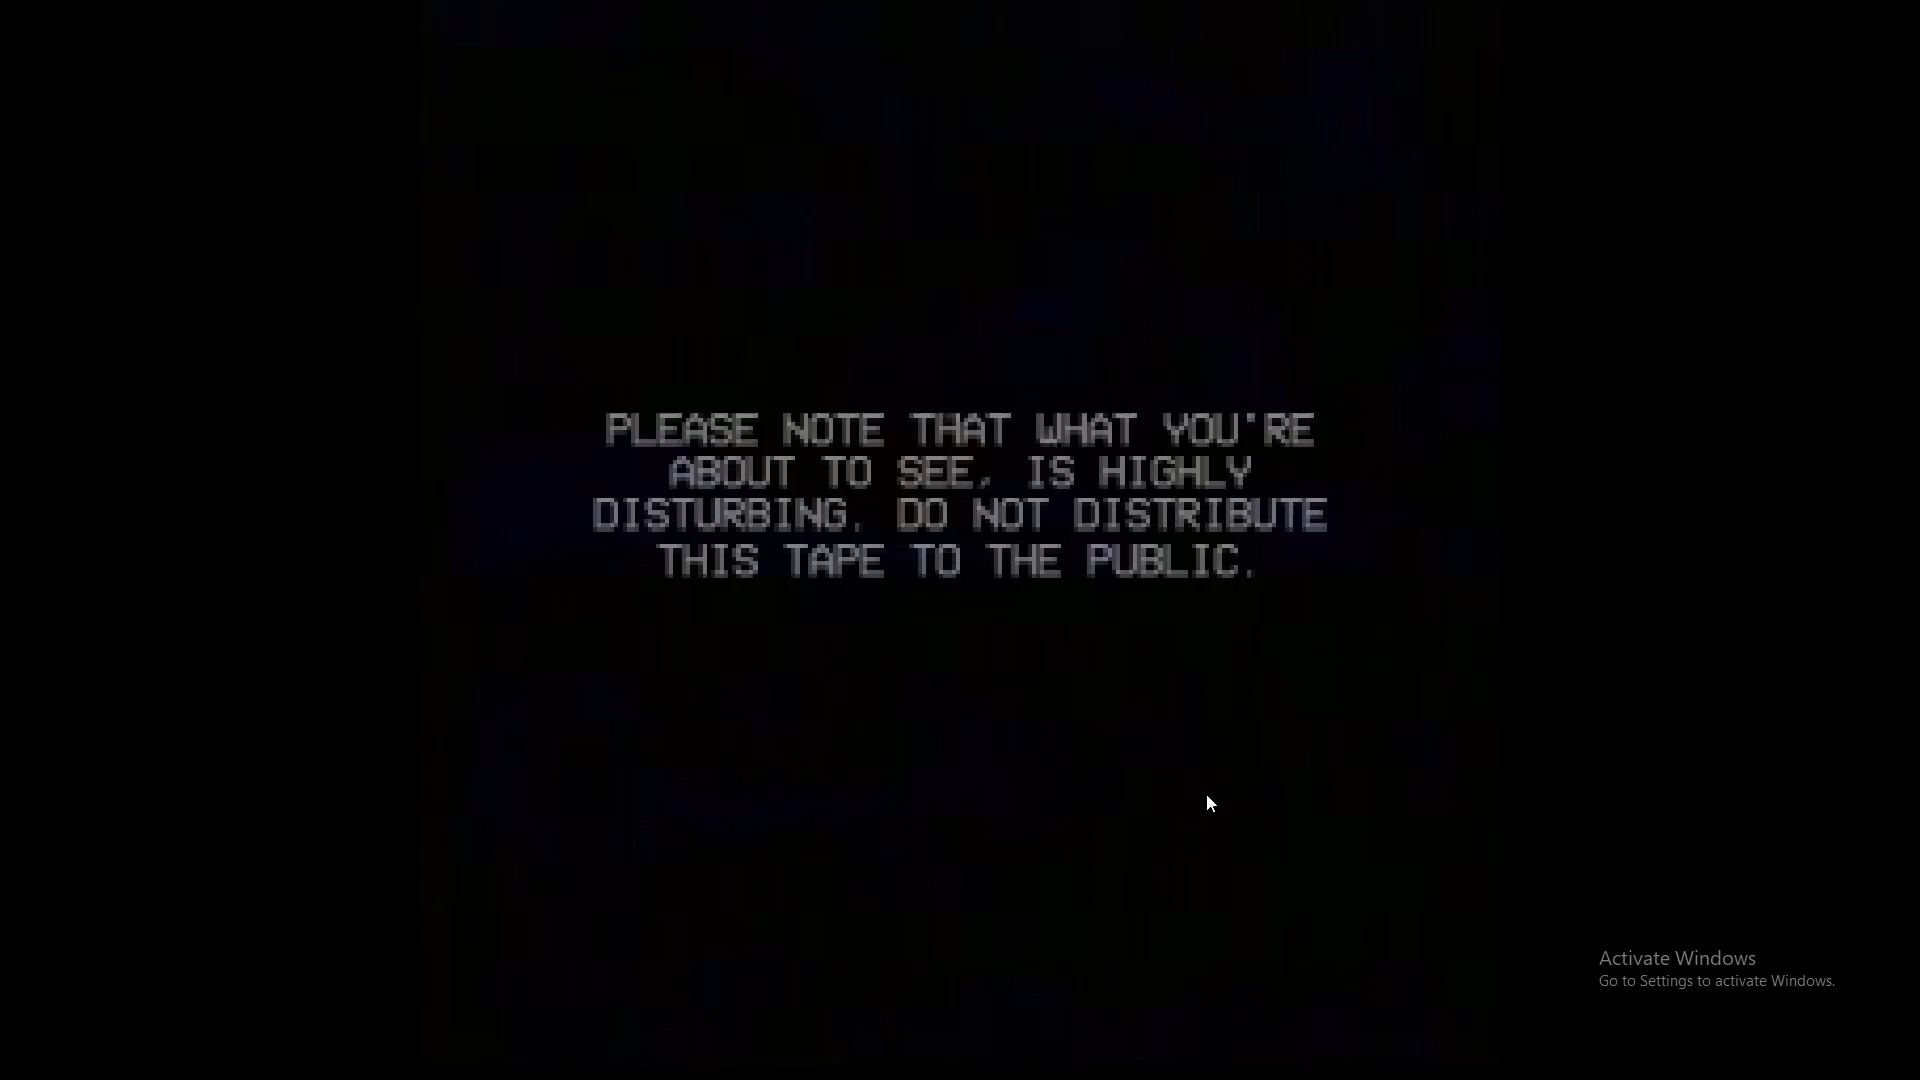 PLEASE NOTE THAT WHAT YOU'RE
ABOUT TO SEE, IS HIGHLY
DISTURBING. DO NOT DISTRIBUTE
THIS TAPE TO THE PUBLIC.
Activate Windows
Go to Settings to activate Windows.